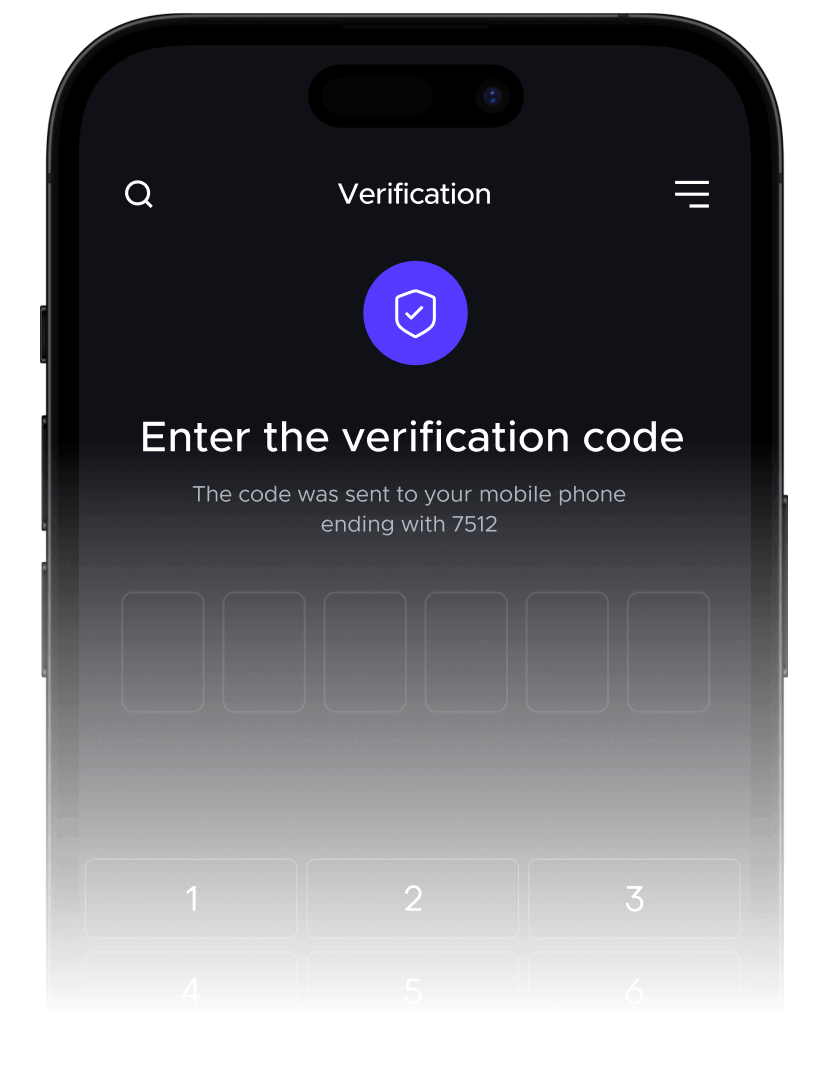 Verification
Enter the verification code
The code was sent to your mobile phone
ending with 7512
1 2 3
4 5 6